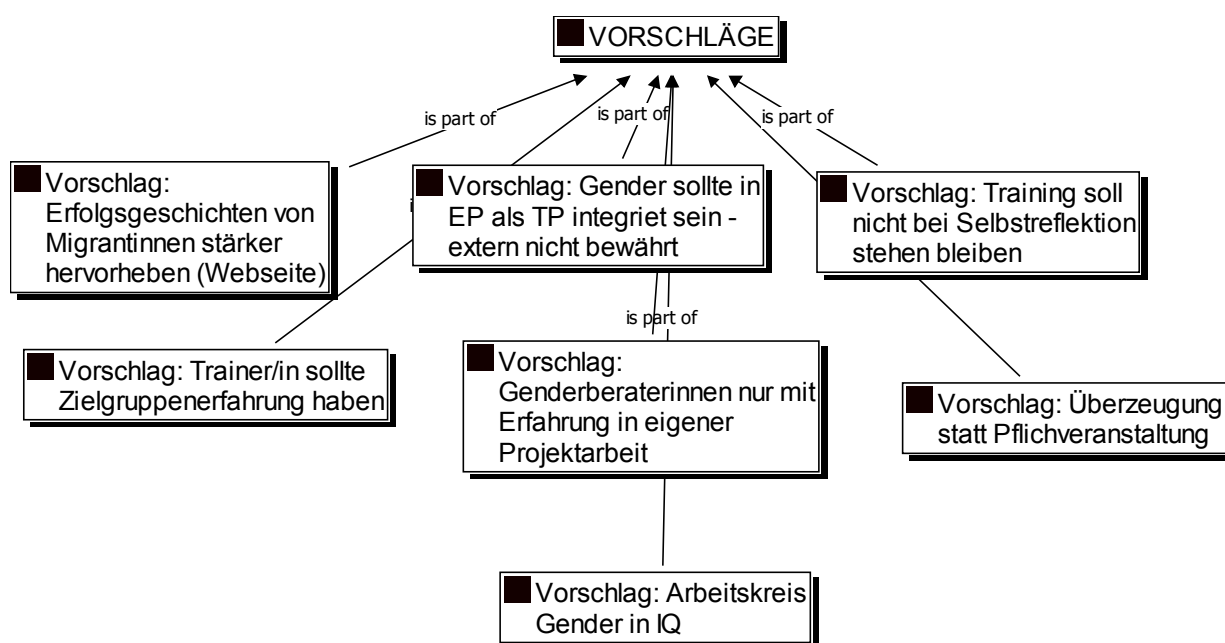 VORSCHLÄGE
is part of
is part of
is part of
Vorschlag:
Erfolgsgeschichten von
Migrantinnen stärker
hervorheben (Webseite)
Vorschlag: Gender sollte in
EP als TP integriet sein -
extern nicht bewährt
Vorschlag: Training soll
nicht bei Selbstreflektion
stehen bleiben
is part of
Vorschlag: Trainer/in sollte
Zielgruppenerfahrung haben
Vorschlag:
Genderberaterinnen nur mit
Erfahrung in eigener
Projektarbeit
Vorschlag: Überzeugung
statt Pflichveranstaltung
Vorschlag: Arbeitskreis
Gender in IQ